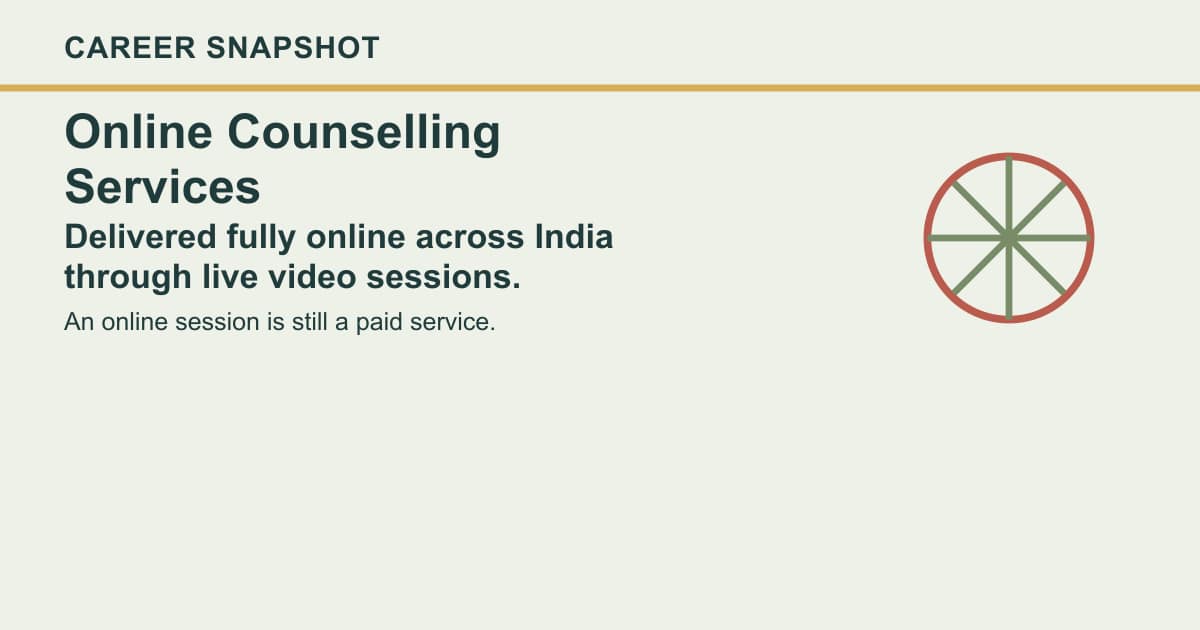 CAREER SNAPSHOT
Online Counselling
Services
Delivered fully online across India
through live video sessions.
An online session is still a paid service.